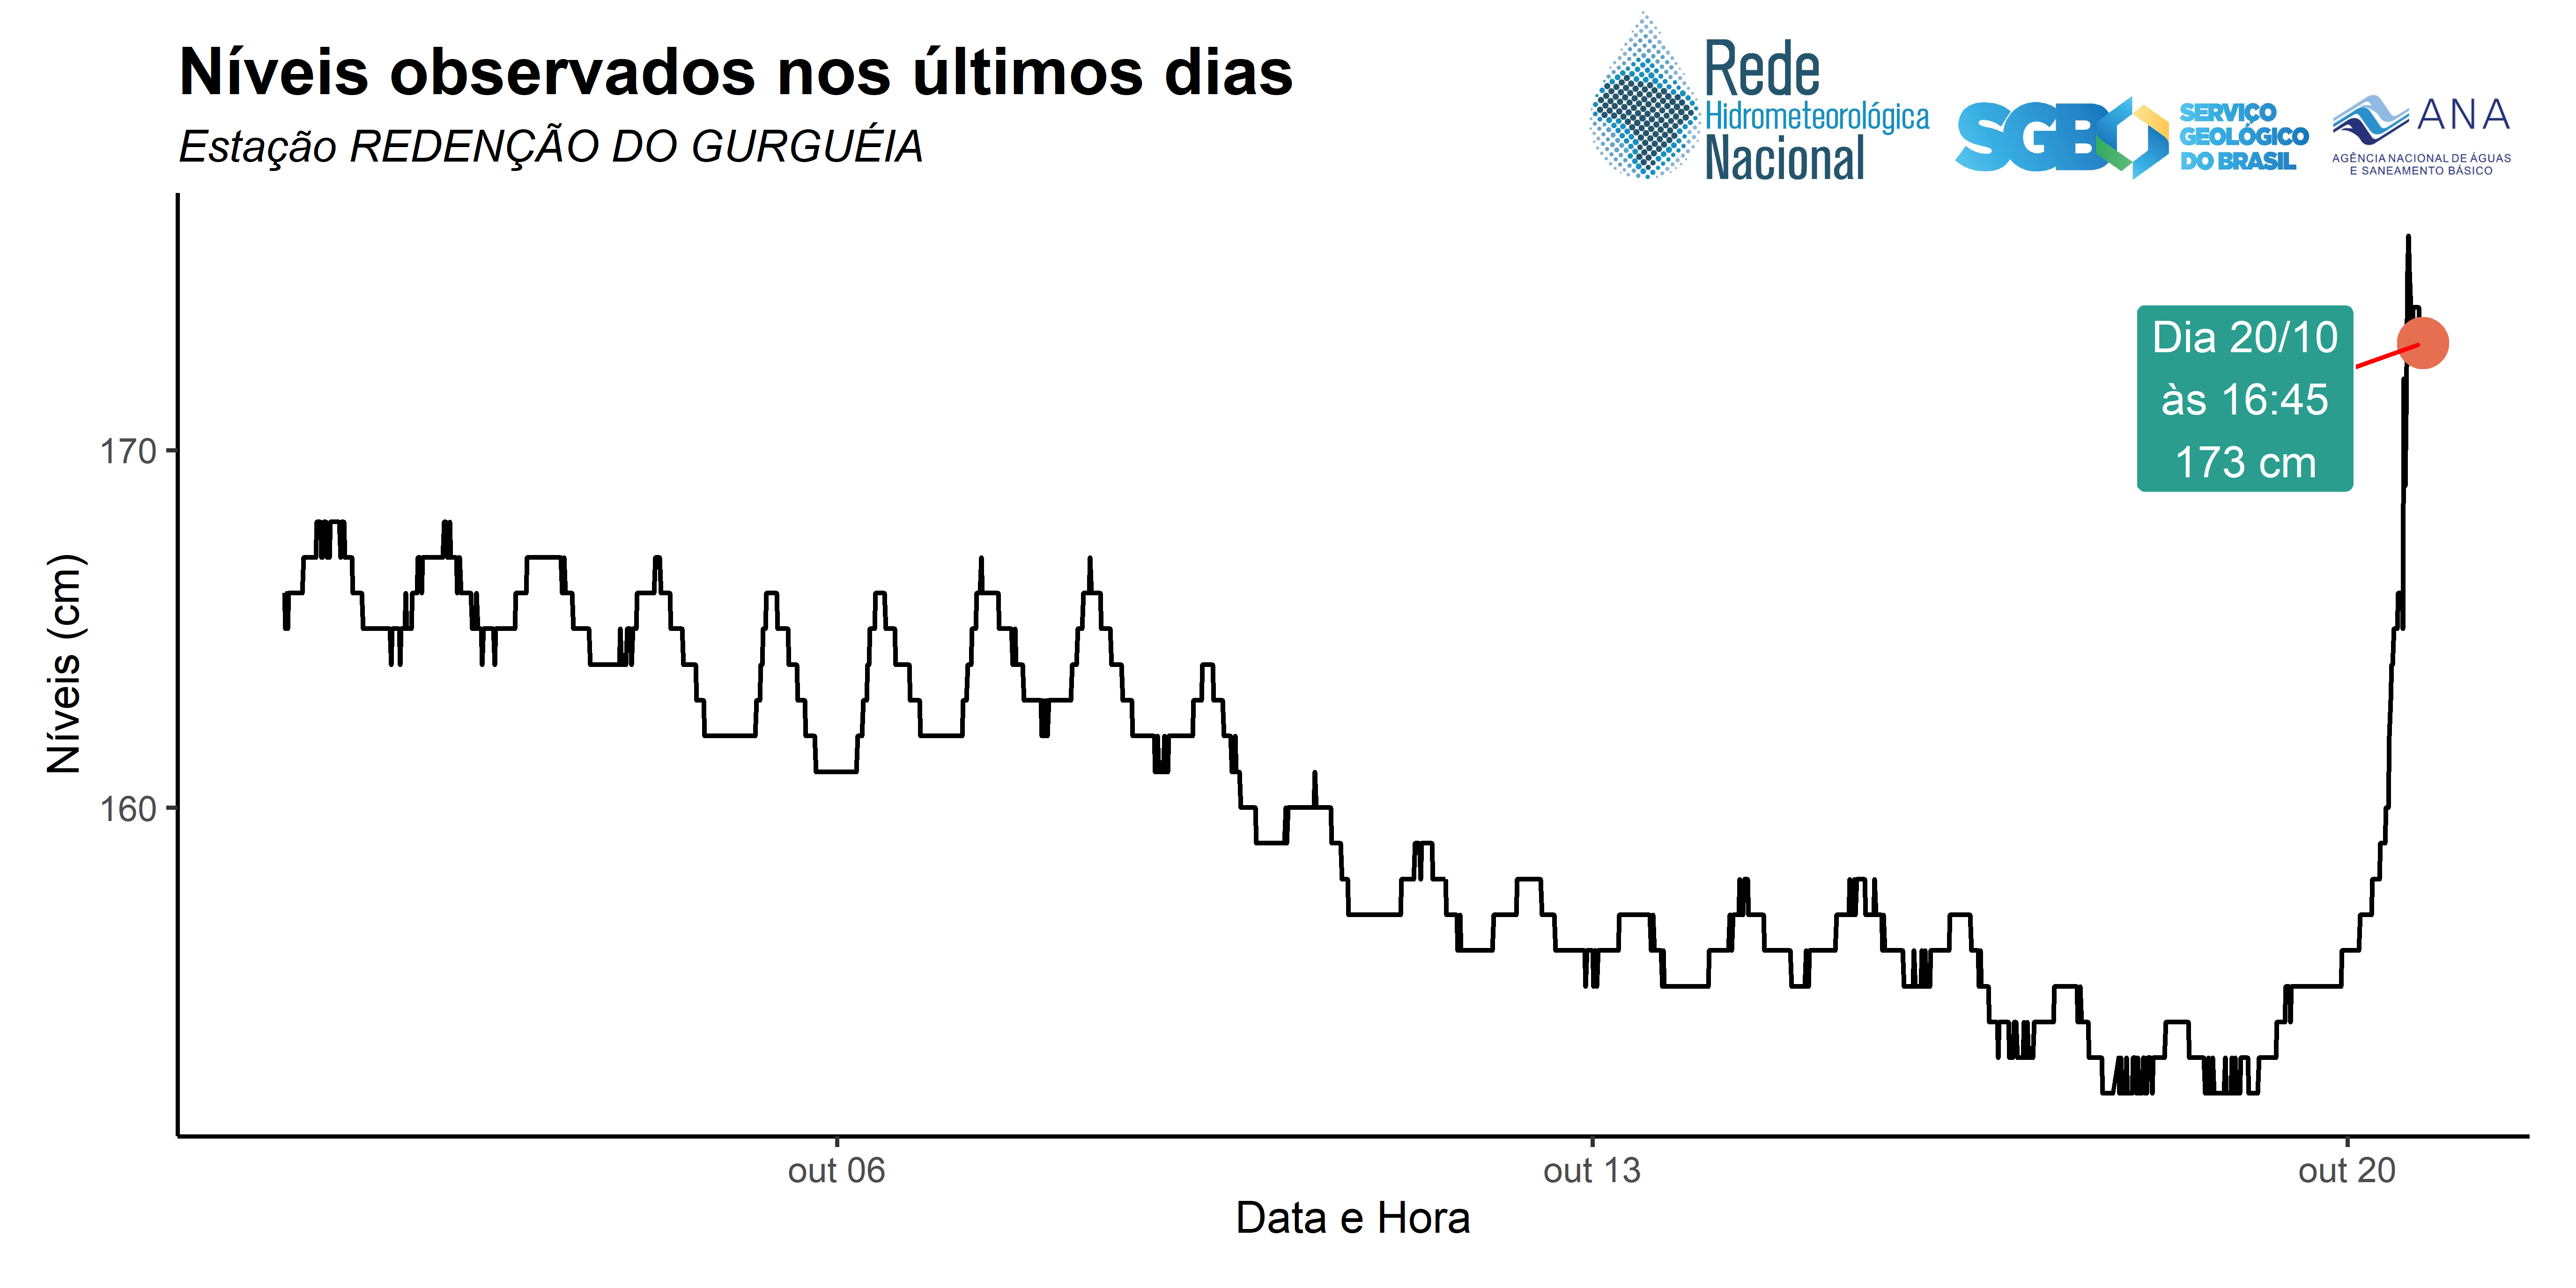 Níveis observados nos últimos dias
Estação REDENÇÃO DO GURGUÉIA
Rede
Hidrometeorológica
Nacional
SGB
SERVIÇO
GEOLÓGICO
DO BRASIL
ANA
AGÊNCIA NACIONAL DE ÁGUAS
E SANEAMENTO BÁSICO
Dia 20/10
às 16:45
173 cm
170
160
Níveis (cm)
out 06
out 13
out 20
Data e Hora